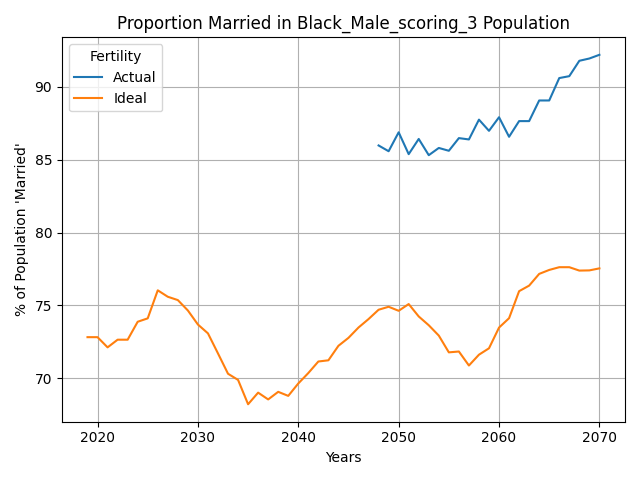 Proportion Married in Black_Male_scoring_3 Population
Fertility
Actual
Ideal
% of Population 'Married'
90
85
80
75
70
2020 2030 2040 2050 2060 2070
Years